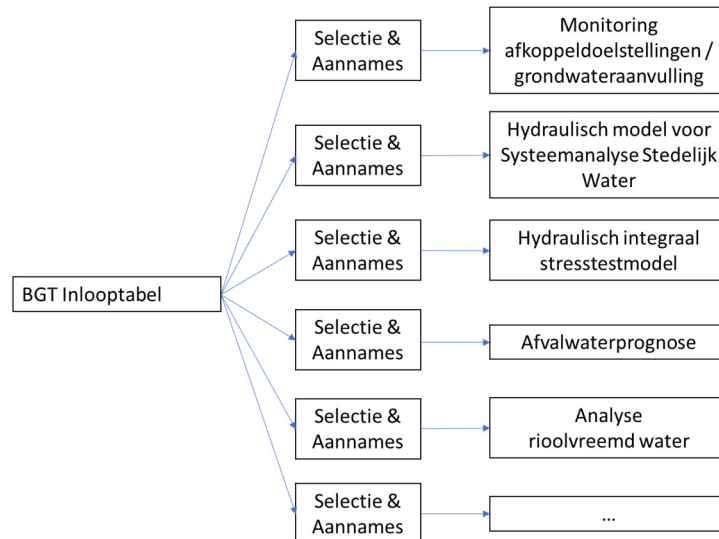 BGT Inlooptabel
Selectie &
Aannames
Monitoring
afkoppeldoelstellingen /
grondwateraanvulling
Selectie &
Aannames
Hydraulisch model voor
Systeemanalyse Stedelijk
Water
Selectie &
Aannames
Hydraulisch integraal
stresstestmodel
Selectie &
Aannames
Afvalwaterprognose
Selectie &
Aannames
Analyse
rioolvreemd water
Selectie &
Aannames
...